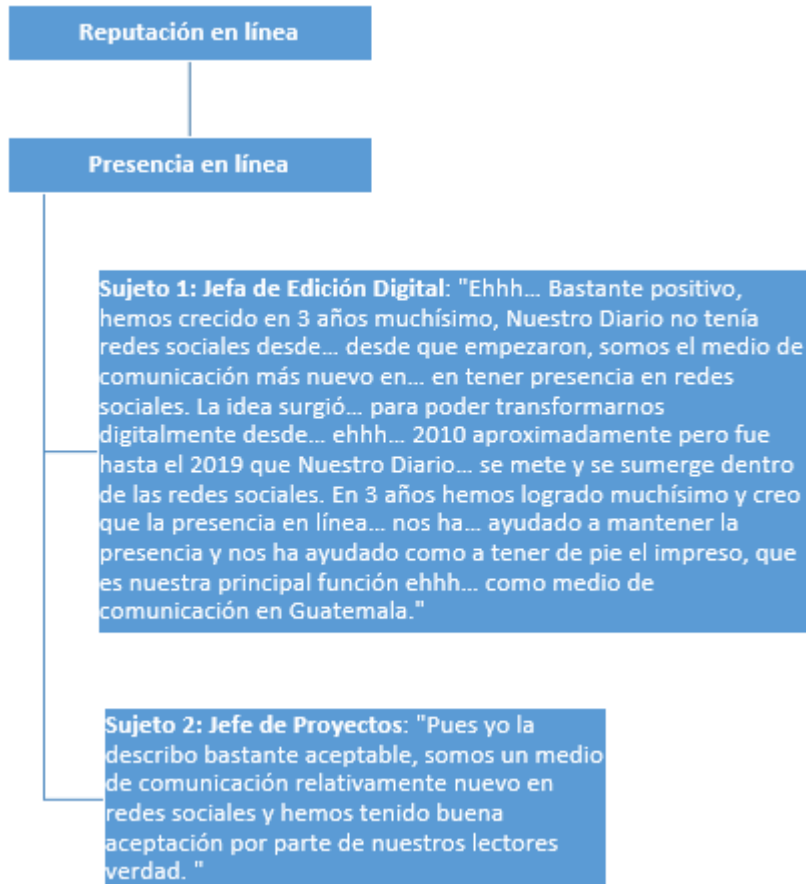 Reputación en línea
Presencia en línea
Sujeto 1: Jefa de Edición Digital: "Ehhh... Bastante positivo,
hemos crecido en 3 años muchísimo, Nuestro Diario no tenía
redes sociales desde... desde que empezaron, somos el medio de
comunicación más nuevo en... en tener presencia en redes
sociales. La idea surgió... para poder transformarnos
digitalmente desde... ehhh... 2010 aproximadamente pero fue
hasta el 2019 que Nuestro Diario... se mete y se sumerge dentro
de las redes sociales. En 3 años hemos logrado muchísimo y creo
que la presencia en línea... nos ha... ayudado a mantener la
presencia y nos ha ayudado como a tener de pie el impreso, que
es nuestra principal función ehhh... como medio de
comunicación en Guatemala."
Sujeto 2: Jefe de Proyectos: "Pues yo la
describo bastante aceptable, somos un medio
de comunicación relativamente nuevo en
redes sociales y hemos tenido buena
aceptación por parte de nuestros lectores
verdad. "